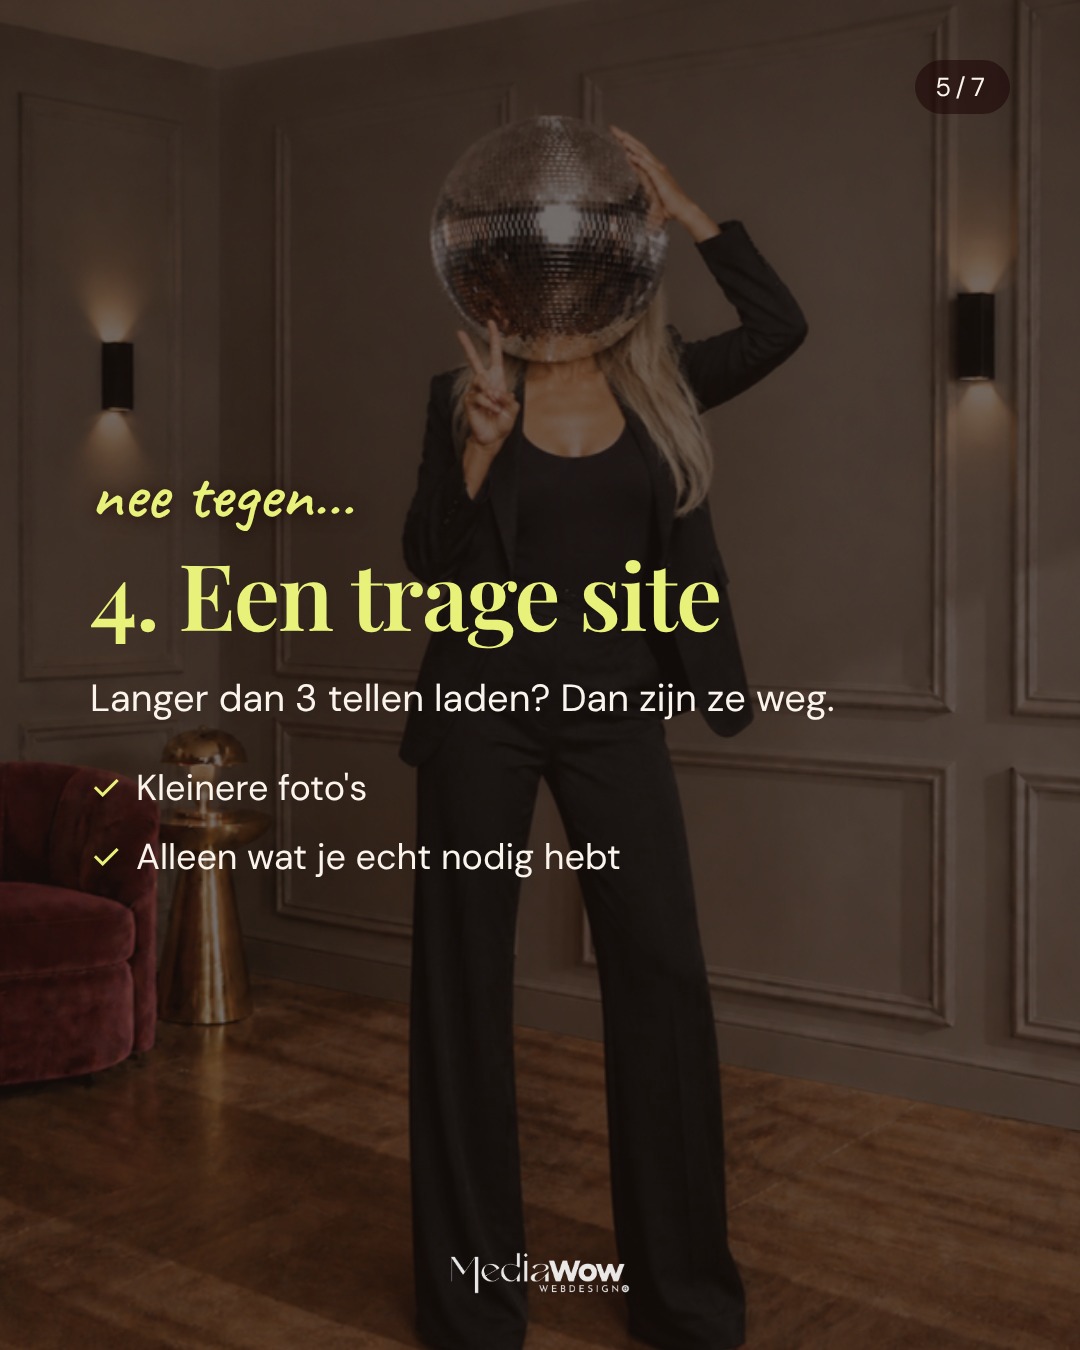 5/7
nee tegen...
4. Een trage site
Langer dan 3 tellen laden? Dan zijn ze weg.
✓ Kleinere foto's
✓ Alleen wat je echt nodig hebt
MediaWow
WEBDESIGN